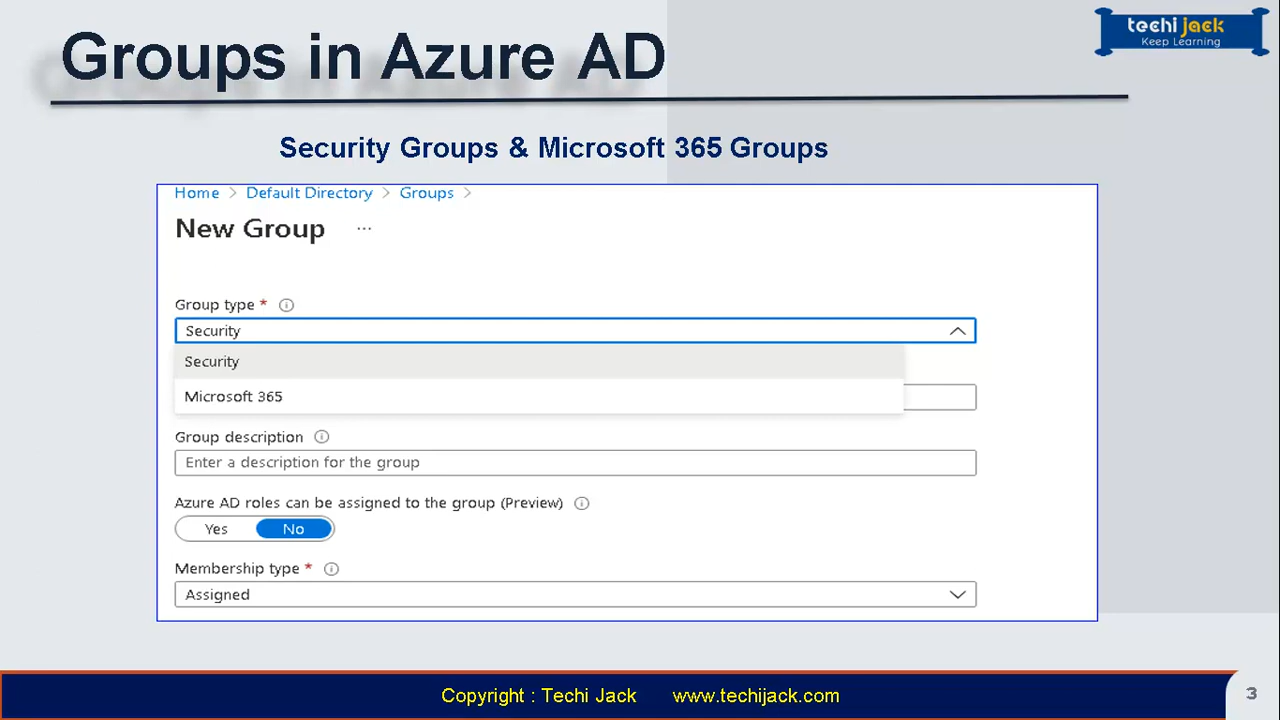 Groups in Azure AD
techi jack
Keep Learning
Security Groups & Microsoft 365 Groups
Home > Default Directory > Groups >
New Group ...
Group type *
Security
Security
Microsoft 365
Group description
Enter a description for the group
Azure AD roles can be assigned to the group (Preview)
Yes No
Membership type *
Assigned
Copyright : Techi Jack www.techijack.com
3